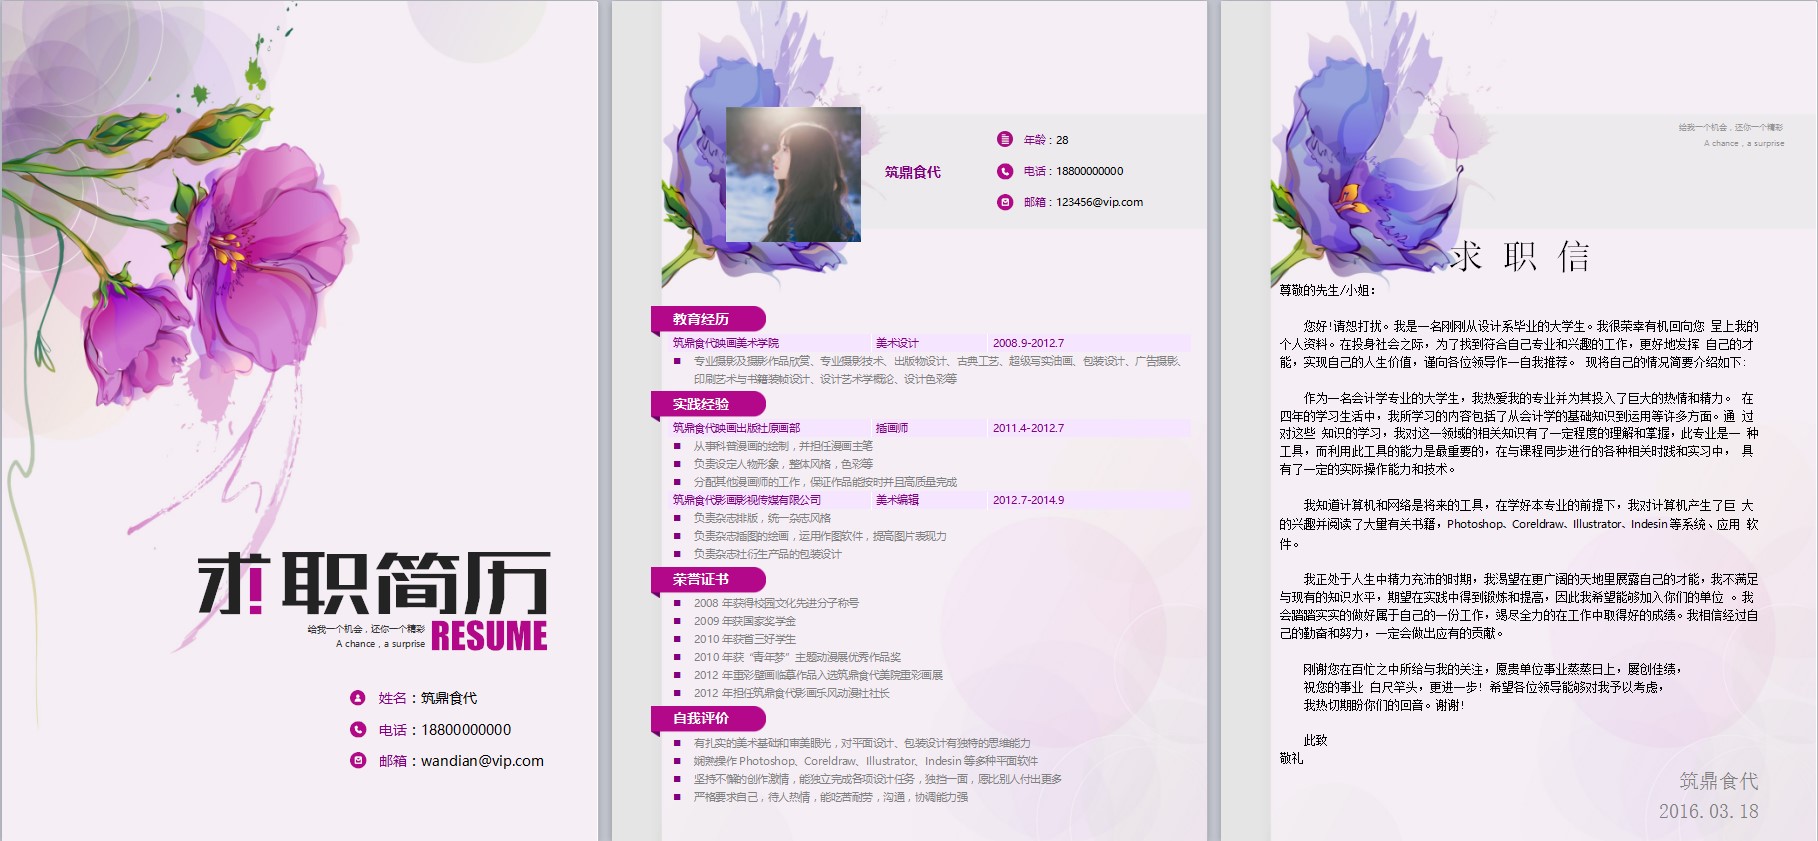 求职简历
给我一个机会，还你一个精彩
A chance，a surprise
RESUME
姓名：筑鼎食代
电话：18800000000
邮箱：wandian@vip.com
筑鼎食代
年龄：28
电话：18800000000
邮箱：123456@vip.com
教育经历
筑鼎食代映画美术学院 美术设计 2008.9-2012.7
专业摄影及摄影作品欣赏、专业摄影技术、出版物设计、古典工艺、超级写实油画、包装设计、广告摄影、
印刷艺术与书籍装帧设计、设计艺术学概论、设计色彩等
实践经验
筑鼎食代映画出版社原画部 插画师 2011.4-2012.7
从事科普漫画的绘制，并担任漫画主笔
负责设定人物形象，整体风格，色彩等
分配其他漫画师的工作，保证作品能按时并且高质量完成
筑鼎食代影画影视传媒有限公司 美术编辑 2012.7-2014.9
负责杂志排版，统一杂志风格
负责杂志插图的绘画，运用作图软件，提高图片表现力
负责杂志社衍生产品的包装设计
荣誉证书
2008 年获得校园文化先进分子称号
2009 年获国家奖学金
2010 年获省三好学生
2010 年获“青年梦”主题动漫展优秀作品奖
2012 年重彩壁画临摹作品入选筑鼎食代美院重彩画展
2012 年担任筑鼎食代影画乐风动漫社社长
自我评价
有扎实的美术基础和审美眼光，对平面设计、包装设计有独特的思维能力
娴熟操作 Photoshop、Coreldraw、Illustrator、Indesin 等多种平面软件
坚持不懈的创作激情，能独立完成各项设计任务，独挡一面，愿比别人付出更多
严格要求自己，待人热情，能吃苦耐劳，沟通，协调能力强
给我一个机会，还你一个精彩
A chance，a surprise
求 职 信
尊敬的先生/小姐：
您好!请恕打扰。我是一名刚刚从设计系毕业的大学生。我很荣幸有机回向您 呈上我的
个人资料。在投身社会之际，为了找到符合自己专业和兴趣的工作，更好地发挥 自己的才
能，实现自己的人生价值，谨向各位领导作一自我推荐。 现将自己的情况简要介绍如下：
作为一名会计学专业的大学生，我热爱我的专业并为其投入了巨大的热情和精力。 在
四年的学习生活中，我所学习的内容包括了从会计学的基础知识到运用等许多方面。通 过
对这些 知识的学习，我对这一领域的相关知识有了一定程度的理解和掌握，此专业是一 种
工具，而利用此工具的能力是最重要的，在与课程同步进行的各种相关时践和实习中， 具
有了一定的实际操作能力和技术。
我知道计算机和网络是将来的工具，在学好本专业的前提下，我对计算机产生了巨 大
的兴趣并阅读了大量有关书籍，Photoshop、Coreldraw、Illustrator、Indesin 等系统、应用 软
件。
我正处于人生中精力充沛的时期，我渴望在更广阔的天地里展露自己的才能，我不满足
与现有的知识水平，期望在实践中得到锻炼和提高，因此我希望能够加入你们的单位 。我
会踏踏实实的做好属于自己的一份工作，竭尽全力的在工作中取得好的成绩。我相信经过自
己的勤奋和努力，一定会做出应有的贡献。
刚谢您在百忙之中所给与我的关注，愿贵单位事业蒸蒸日上，屡创佳绩，
祝您的事业 白尺竿头，更进一步！希望各位领导能够对我予以考虑，
我热切期盼你们的回音。谢谢！
此致
敬礼
筑鼎食代
2016.03.18